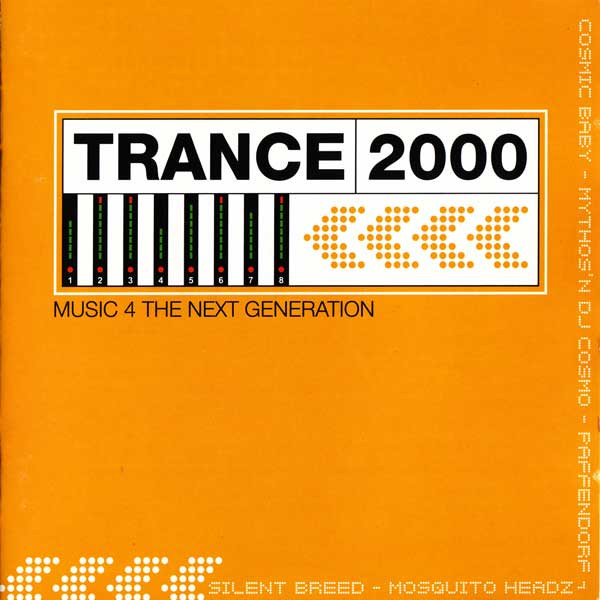 TRANCE 2000
1 2 3 4 5 6 7 8
MUSIC 4 THE NEXT GENERATION
COSMIC BABY - MYTHOS'N DJ COSMO - PAFFENDORF
SILENT BREED - MOSQUITO HEADZ